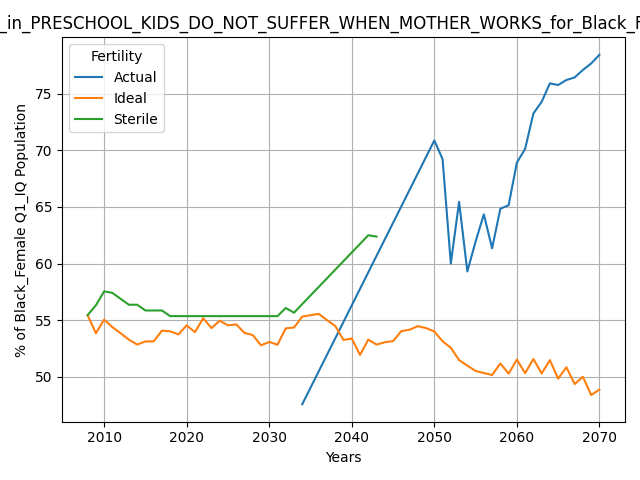 _in_PRESCHOOL_KIDS_DO_NOT_SUFFER_WHEN_MOTHER_WORKS_for_Black_F
Fertility
Actual
Ideal
Sterile
% of Black_Female Q1_IQ Population
75
70
65
60
55
50
2010 2020 2030 2040 2050 2060 2070
Years